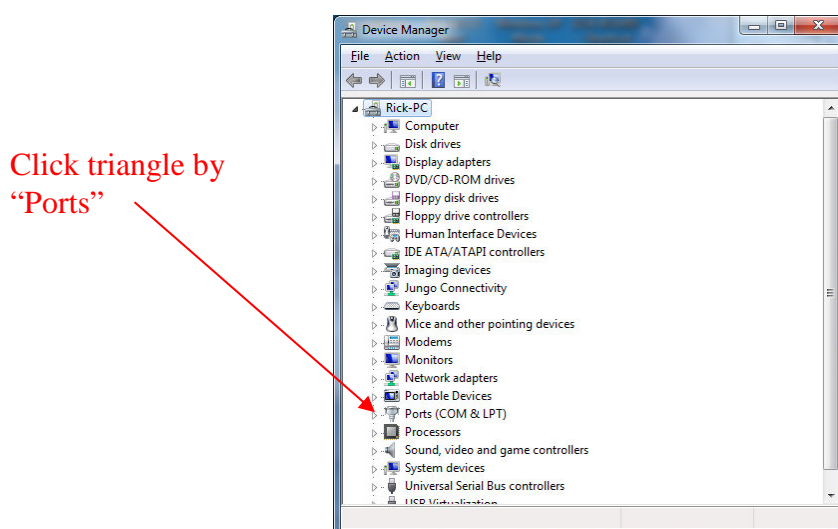 Device Manager
File Action View Help
Rick-PC
Computer
Disk drives
Display adapters
Click triangle by
DVD/CD-ROM drives
“Ports”
Floppy disk drives
Floppy drive controllers
Human Interface Devices
IDE ATA/ATAPI controllers
Imaging devices
Jungo Connectivity
Keyboards
Mice and other pointing devices
Modems
Monitors
Network adapters
Portable Devices
Ports (COM & LPT)
Processors
Sound, video and game controllers
System devices
Universal Serial Bus controllers
USB Virtualization